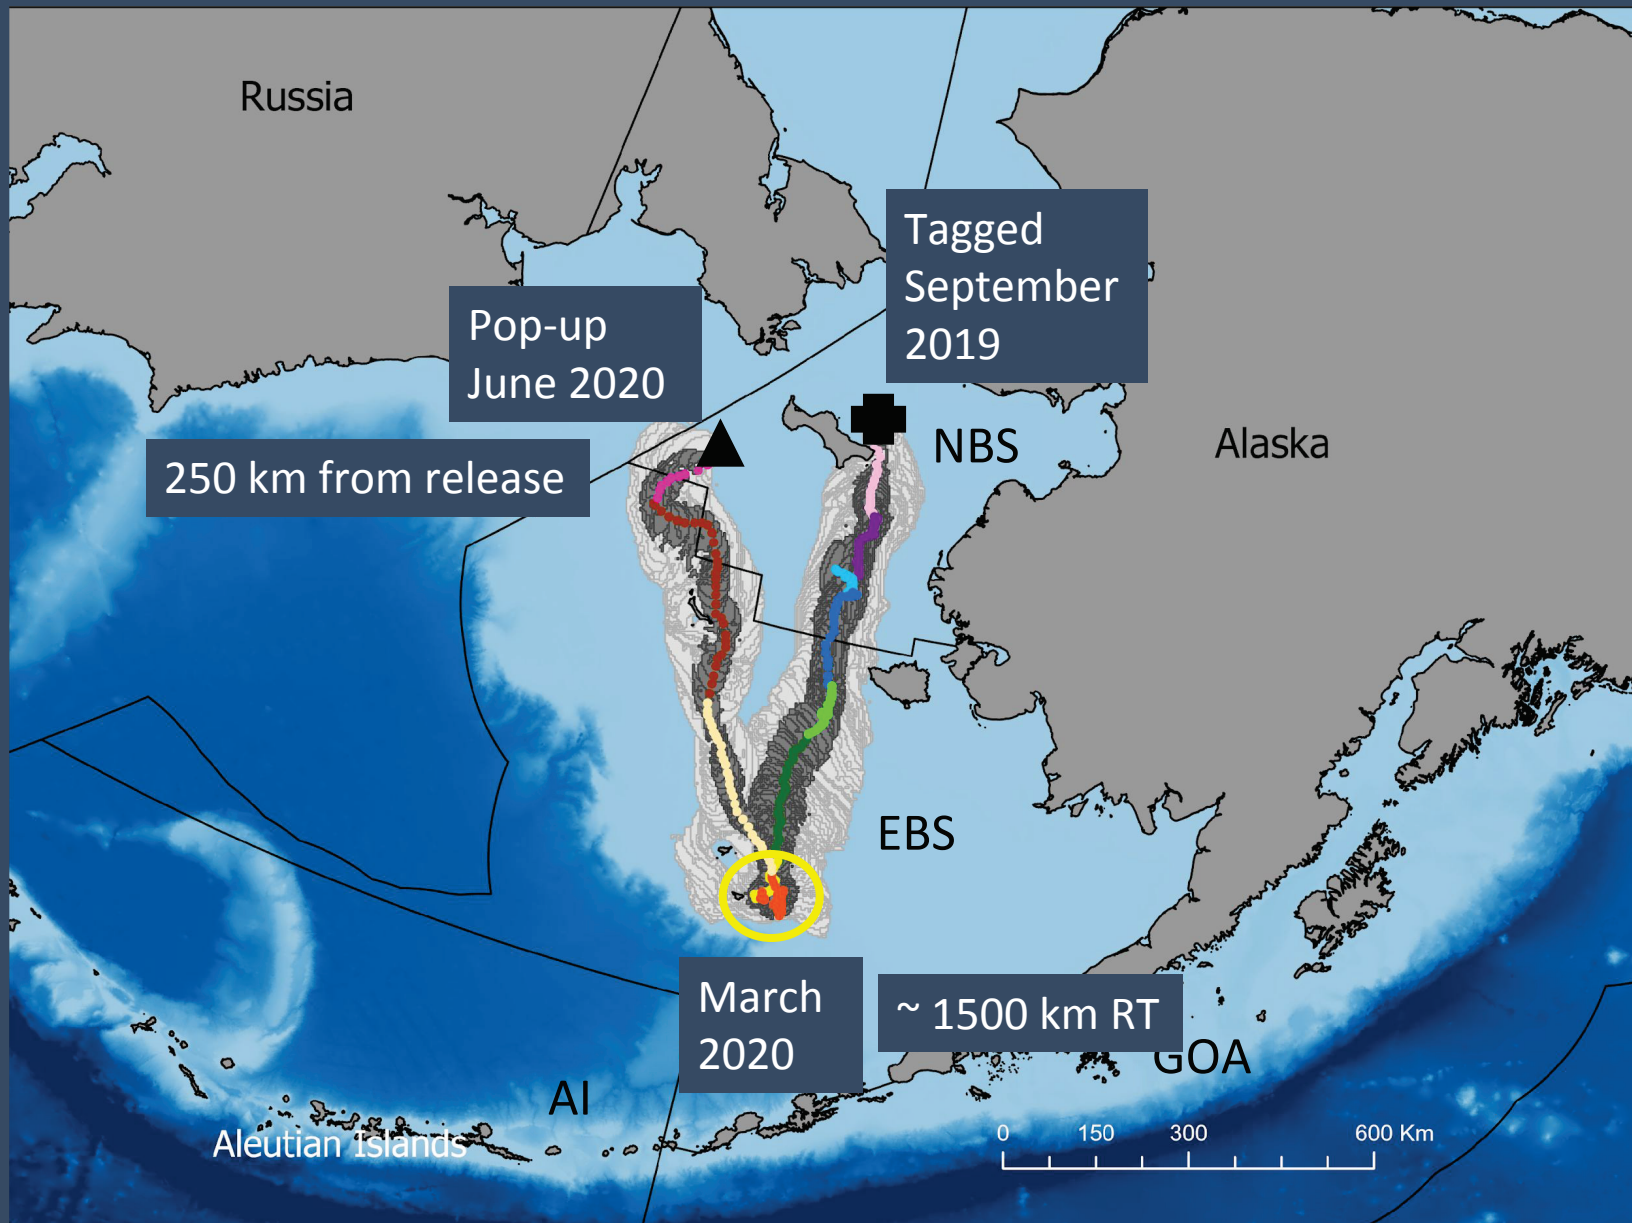 Russia
Tagged
September
2019
Pop-up
June 2020
250 km from release
NBS
Alaska
EBS
March
2020
~ 1500 km RT
GOA
AI
Aleutian Islands
0 150 300 600 Km